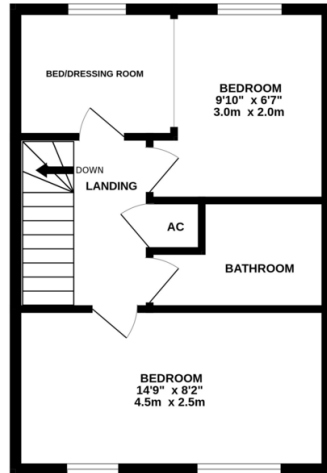 BED/DRESSING ROOM
BEDROOM
9'10" x 6'7"
3.0m x 2.0m
DOWN
LANDING
AC
BATHROOM
BEDROOM
14'9" x 8'2"
4.5m x 2.5m